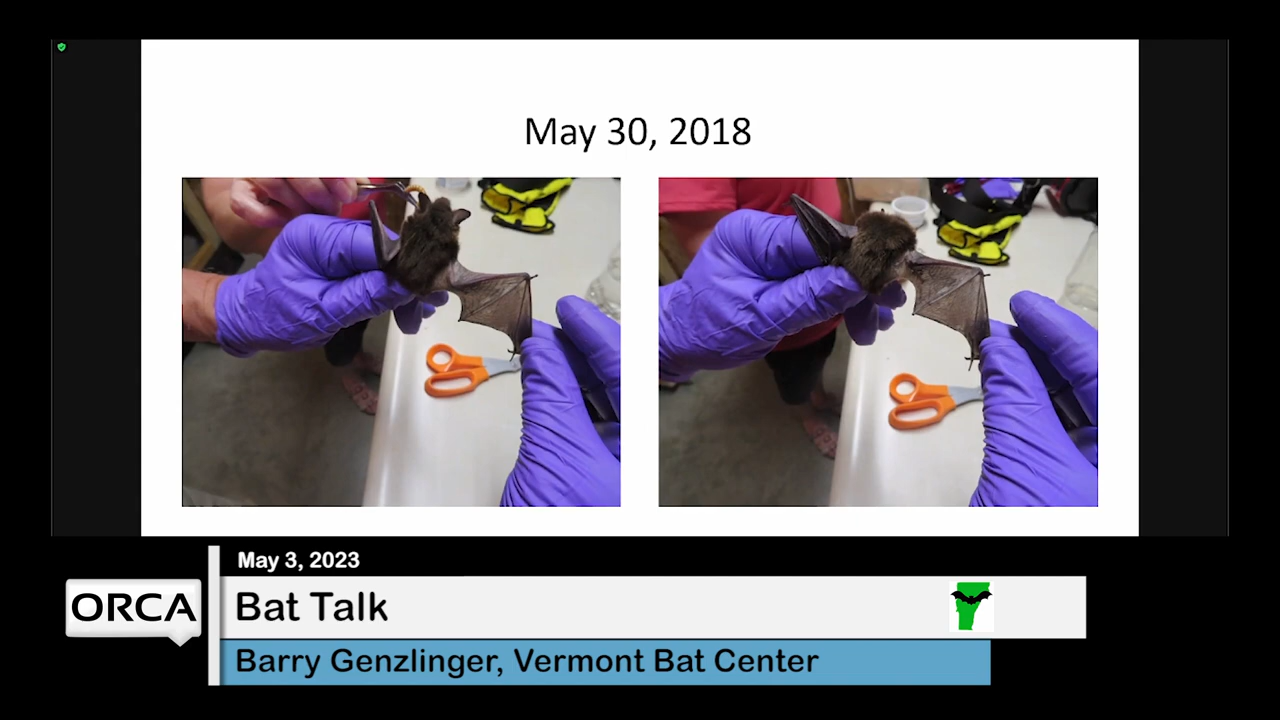 May 30, 2018
May 3, 2023
ORCA
Bat Talk
Barry Genzlinger, Vermont Bat Center